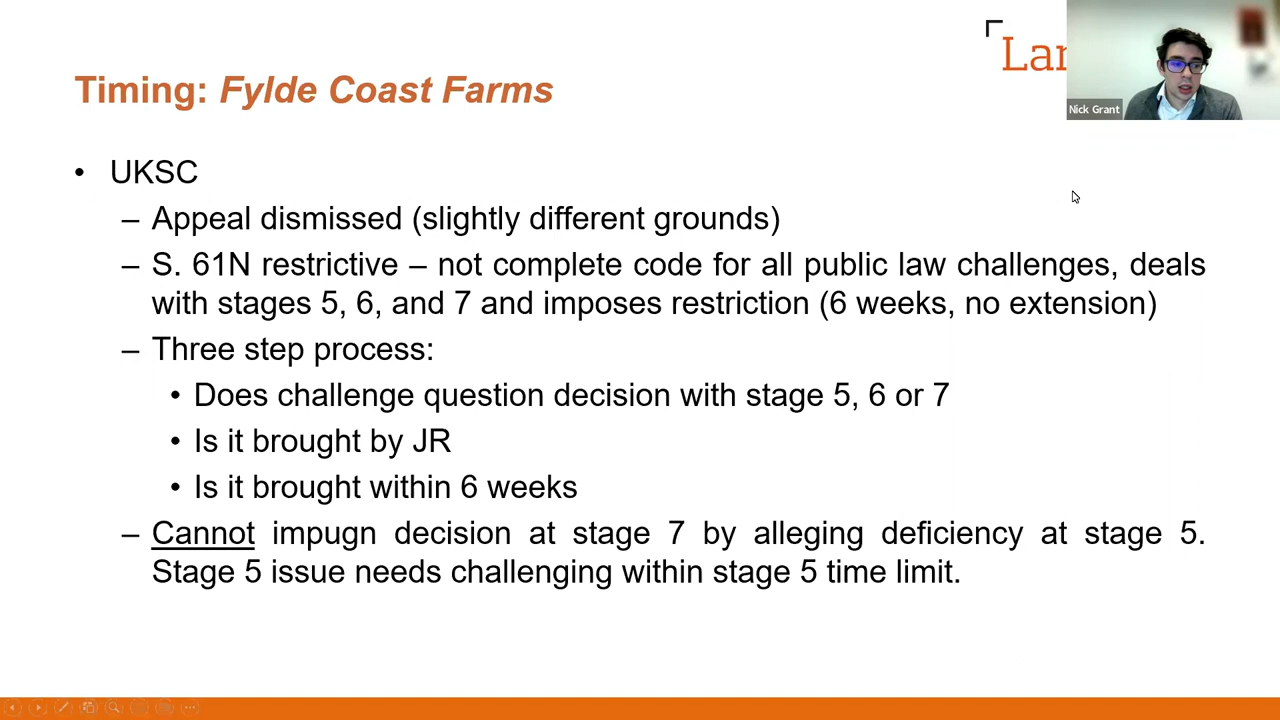 Lan
Nick Grant
Timing: Fylde Coast Farms
• UKSC
– Appeal dismissed (slightly different grounds)
– S. 61N restrictive – not complete code for all public law challenges, deals
with stages 5, 6, and 7 and imposes restriction (6 weeks, no extension)
– Three step process:
• Does challenge question decision with stage 5, 6 or 7
• Is it brought by JR
• Is it brought within 6 weeks
– Cannot impugn decision at stage 7 by alleging deficiency at stage 5.
Stage 5 issue needs challenging within stage 5 time limit.